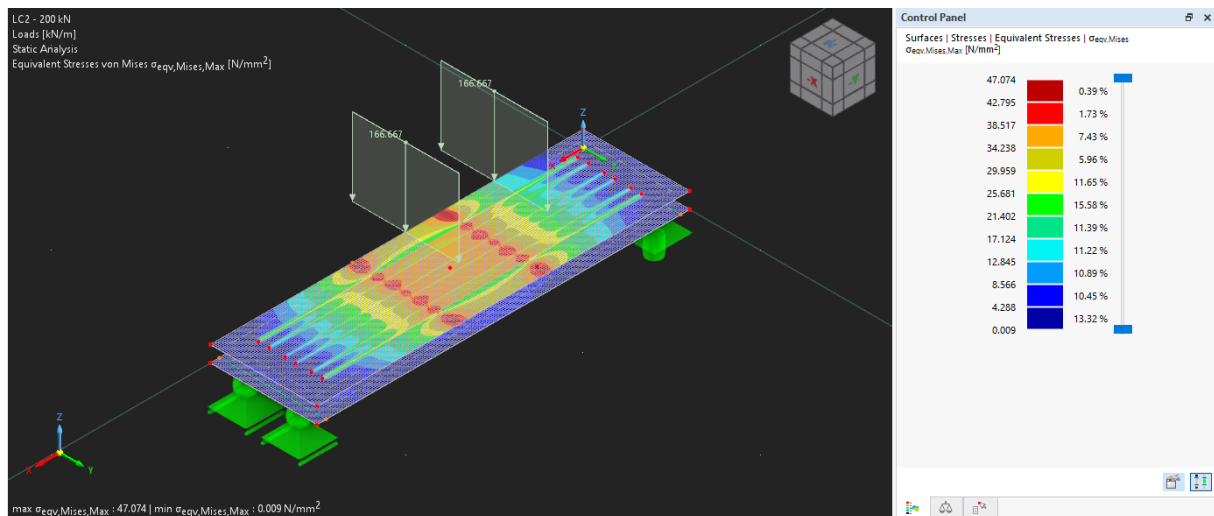 LC2 - 200 kN
Loads [kN/m]
Static Analysis
Equivalent Stresses von Mises σeqv,Mises,Max [N/mm²]
166.667
166.667
Z
X
Y
Z
X
Y
-X
-Y
max σeqv,Mises,Max : 47.074 | min σeqv,Mises,Max : 0.009 N/mm²
Control Panel
Surfaces | Stresses | Equivalent Stresses | σeqv,Mises
σeqv,Mises,Max [N/mm²]
47.074
0.39 %
42.795
1.73 %
38.517
7.43 %
34.238
5.96 %
29.959
11.65 %
25.681
15.58 %
21.402
11.39 %
17.124
11.22 %
12.845
10.89 %
8.566
10.45 %
4.288
13.32 %
0.009